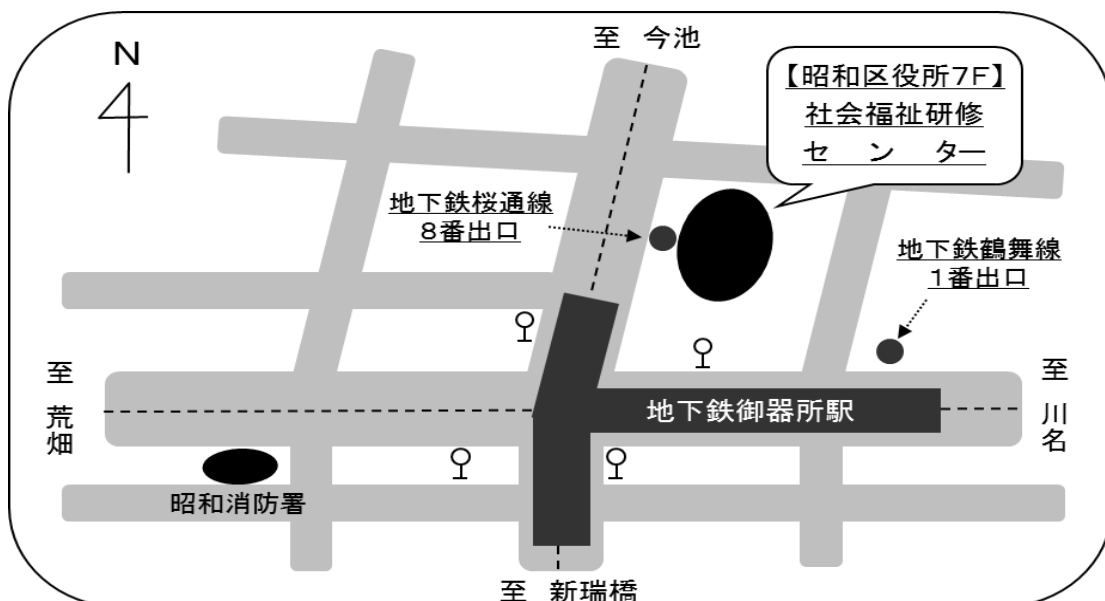 至 今池
N
【昭和区役所7F】
社会福祉研修
センター
地下鉄桜通線
8番出口
地下鉄鶴舞線
1番出口
至 荒畑
地下鉄御器所駅
至 川名
昭和消防署
至 新瑞橋